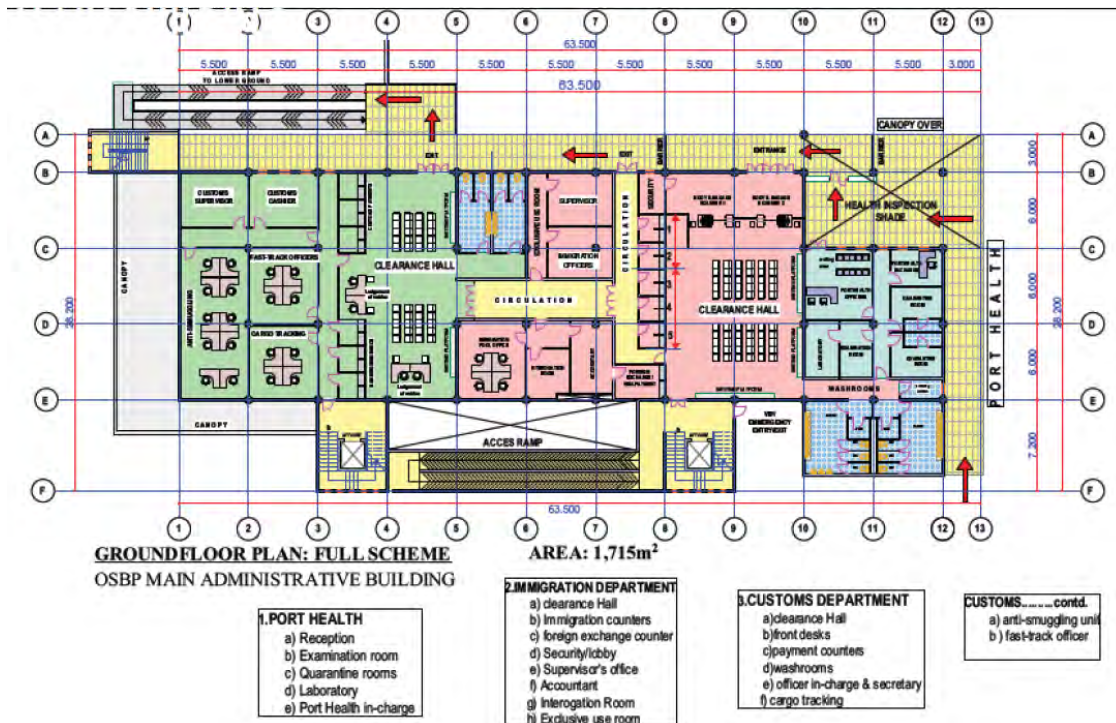 1 2 3 4 5 6 7 8 9 10 11 12 13
63.500
5.500 5.500 5.500 5.500 5.500 5.500 5.500 5.500 5.500 5.500 5.500 3.000
63.500
ACCESS RAMP
TO LOWER GROUND
CANOPY OVER
A
A
EXIT
EXIT
ENTRANCE
3.000
B
B
CUSTOMS
SUPERVISOR
CUSTOMS
CASHIER
SUPERVISOR
SECURITY
HEALTH INSPECTION
SHADE
6.000
C
C
FAST-TRACK OFFICERS
CLEARANCE HALL
IMMIGRATION
OFFICERS
CIRCULATION
1
2
3
4
5
CANOPY
ANTI-SMUGGLING
CIRCULATION
CLEARANCE HALL
6.000
28.200
PORT HEALTH
D
D
CARGO TRACKING
LABORATORY
6.000
WASHROOMS
E
E
CANOPY
ACCES RAMP
7.200
F
F
63.500
1 2 3 4 5 6 7 8 9 10 11 12 13
GROUNDFLOOR PLAN: FULL SCHEME
AREA: 1,715m²
OSBP MAIN ADMINISTRATIVE BUILDING
1.PORT HEALTH
a) Reception
b) Examination room
c) Quarantine rooms
d) Laboratory
e) Port Health in-charge
2.IMMIGRATION DEPARTMENT
a) clearance Hall
b) Immigration counters
c) foreign exchange counter
d) Security/lobby
e) Supervisor's office
f) Accountant
g) Interogation Room
h) Exclusive use room
3.CUSTOMS DEPARTMENT
a)clearance Hall
b)front desks
c)payment counters
d)washrooms
e) officer in-charge & secretary
f) cargo tracking
CUSTOMS.........contd.
a) anti-smuggling unit
b ) fast-track officer